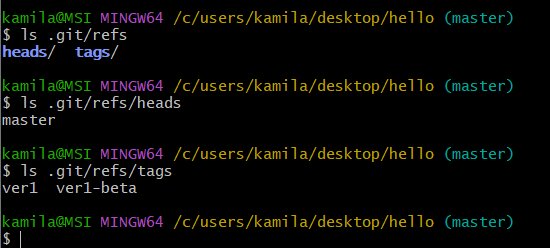 kamila@MSI MINGW64 /c/users/kamila/desktop/hello (master)
$ ls .git/refs
heads/  tags/
kamila@MSI MINGW64 /c/users/kamila/desktop/hello (master)
$ ls .git/refs/heads
master
kamila@MSI MINGW64 /c/users/kamila/desktop/hello (master)
$ ls .git/refs/tags
ver1  ver1-beta
kamila@MSI MINGW64 /c/users/kamila/desktop/hello (master)
$